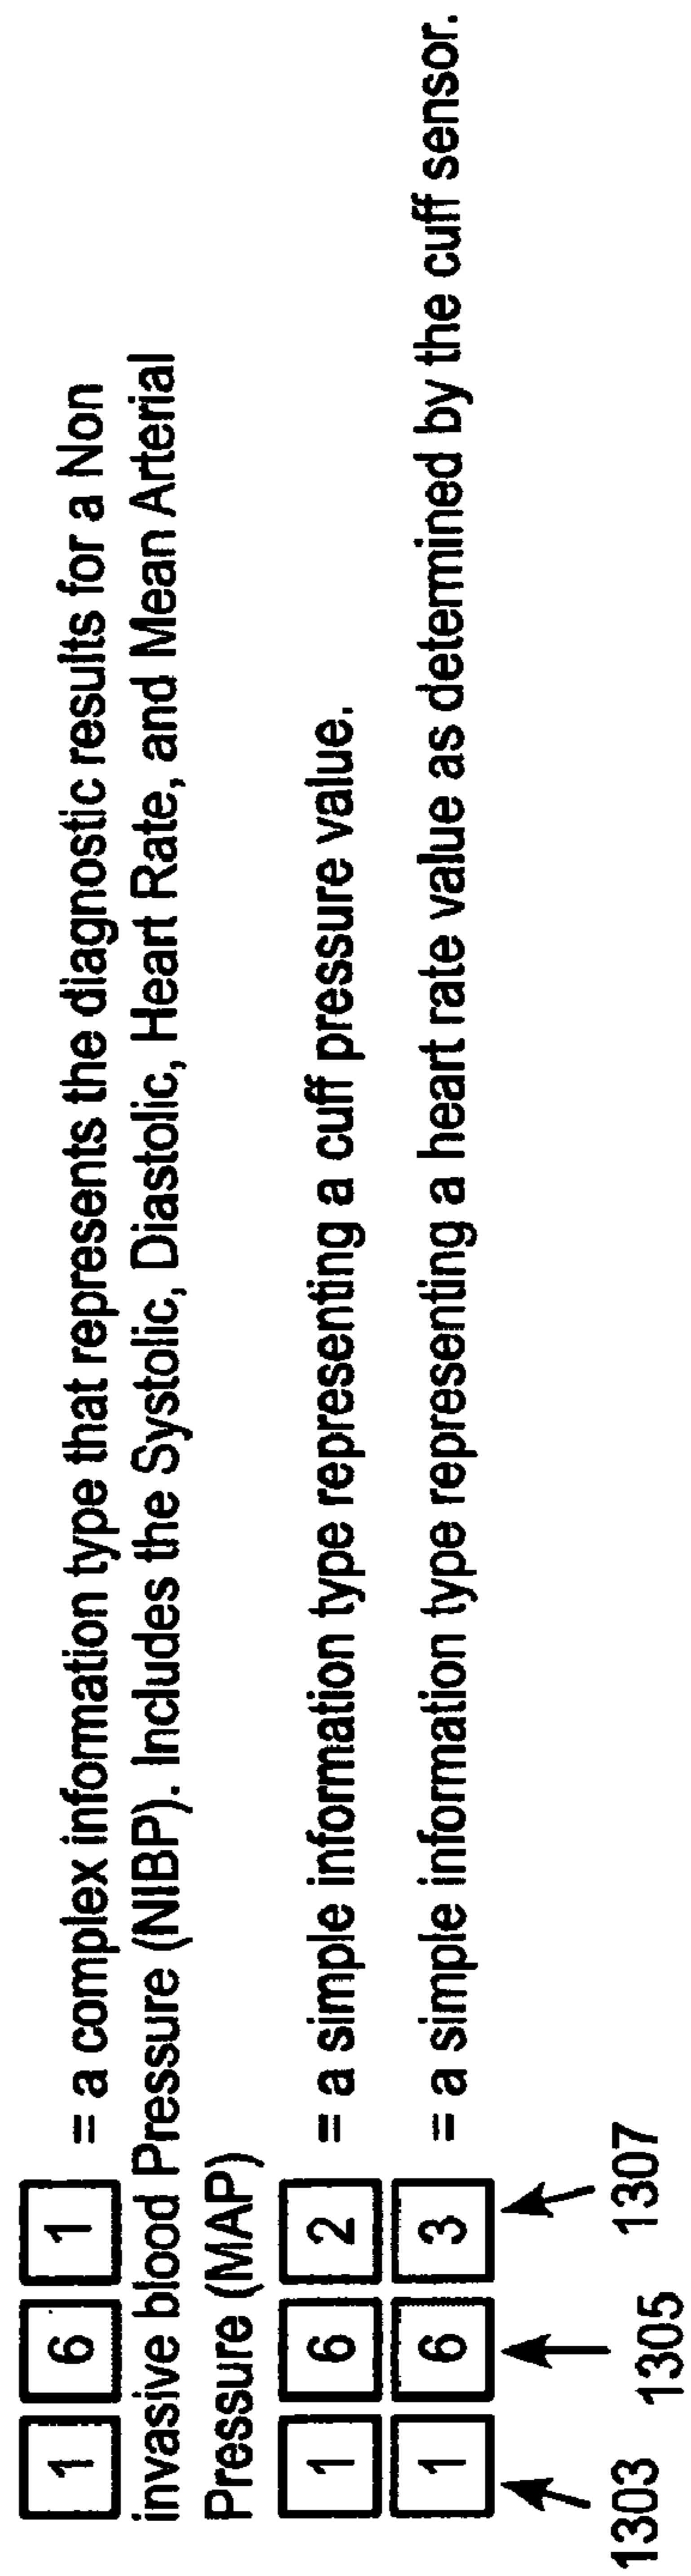 1 6 1 = a complex information type that represents the diagnostic results for a Non
invasive blood Pressure (NIBP). Includes the Systolic, Diastolic, Heart Rate, and Mean Arterial
Pressure (MAP)
1 6 2 = a simple information type representing a cuff pressure value.
1 6 3 = a simple information type representing a heart rate value as determined by the cuff sensor.
1303 1305 1307